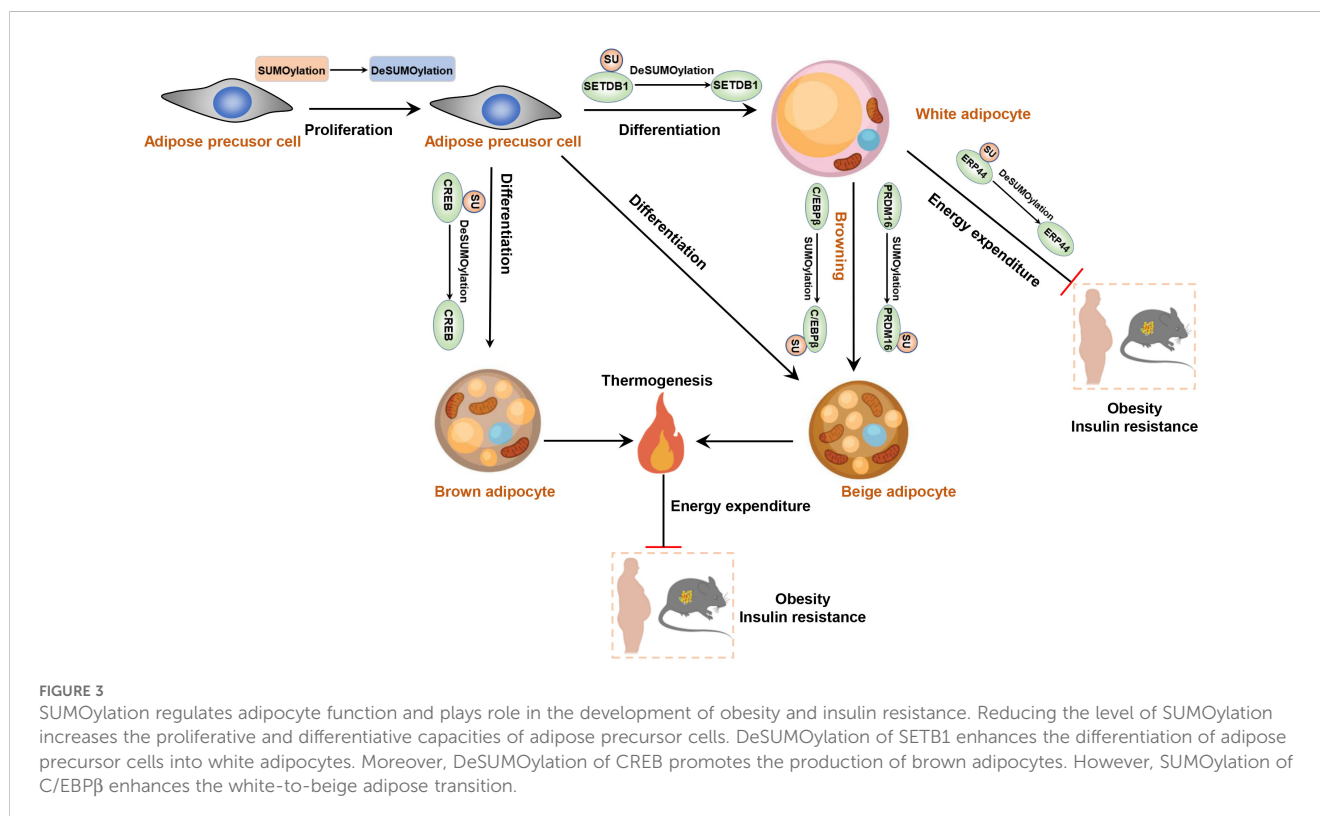 SUMOylation
DeSUMOylation
Adipose precusor cell
Proliferation
Adipose precusor cell
SU
SETDB1
DeSUMOylation
SETDB1
Differentiation
White adipocyte
CREB
SU
DeSUMOylation
CREB
Differentiation
Differentiation
C/EBPβ
SUMOylation
C/EBPβ
SU
Browning
PRDM16
SUMOylation
PRDM16
SU
SU
ERP44
DeSUMOylation
ERP44
Energy expenditure
Obesity
Insulin resistance
Thermogenesis
Brown adipocyte
Beige adipocyte
Energy expenditure
Obesity
Insulin resistance
FIGURE 3
SUMOylation regulates adipocyte function and plays role in the development of obesity and insulin resistance. Reducing the level of SUMOylation
increases the proliferative and differentiative capacities of adipose precursor cells. DeSUMOylation of SETB1 enhances the differentiation of adipose
precursor cells into white adipocytes. Moreover, DeSUMOylation of CREB promotes the production of brown adipocytes. However, SUMOylation of
C/EBPβ enhances the white-to-beige adipose transition.